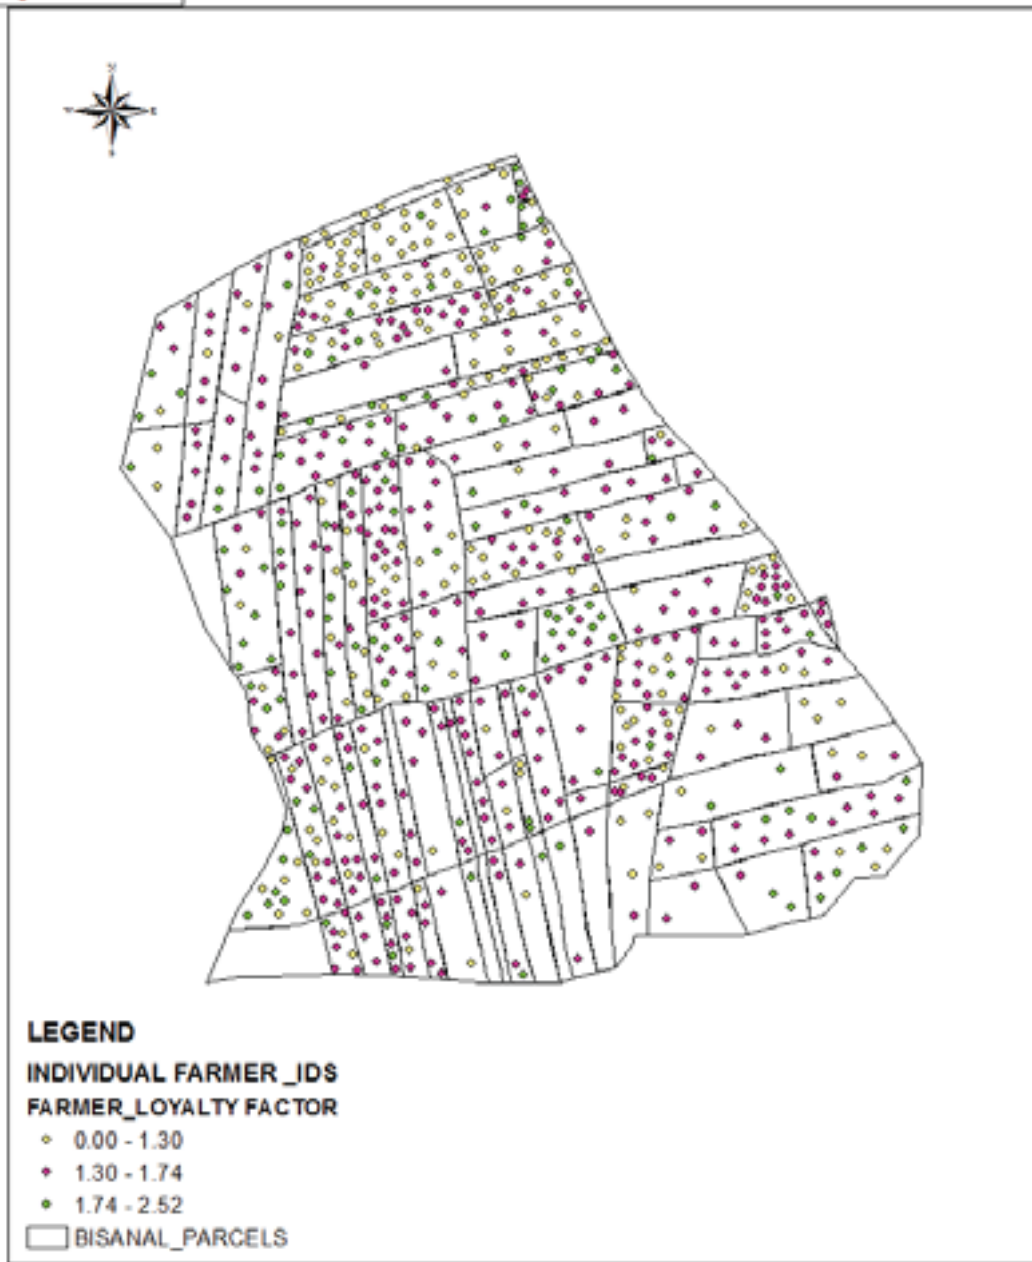 LEGEND
INDIVIDUAL FARMER _IDS
FARMER_LOYALTY FACTOR
0.00 - 1.30
1.30 - 1.74
1.74 - 2.52
BISANAL_PARCELS